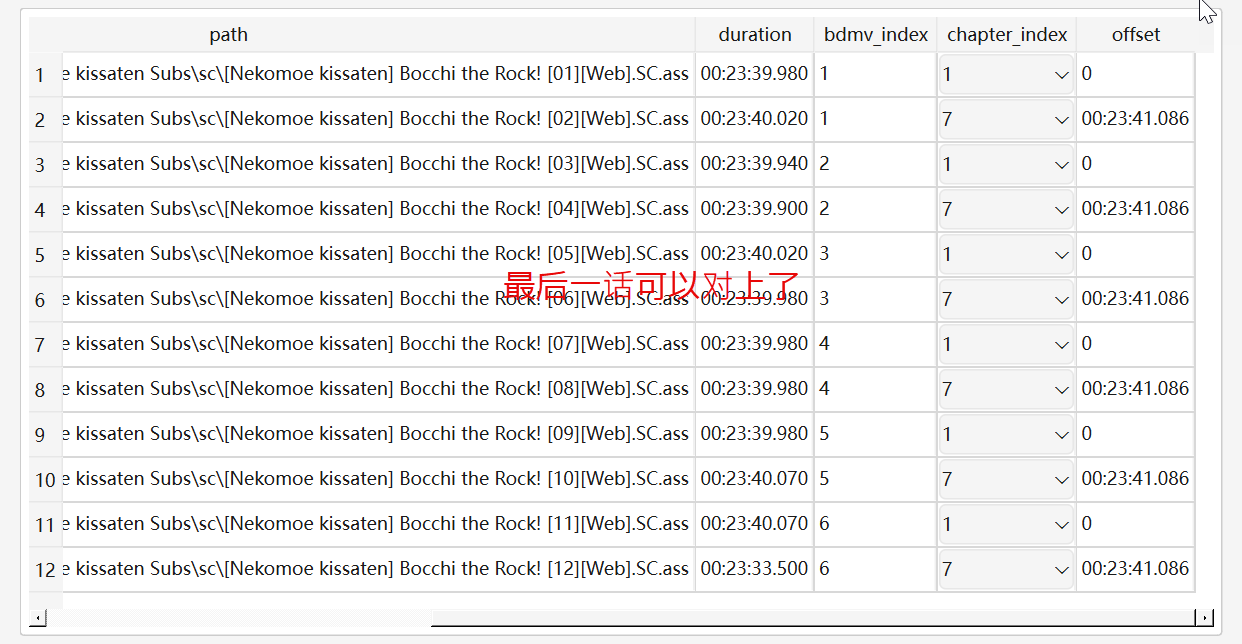 path duration bdmv_index chapter_index offset
1 e kissaten Subs\sc\[Nekomoe kissaten] Bocchi the Rock! [01][Web].SC.ass 00:23:39.980 1 1 0
2 e kissaten Subs\sc\[Nekomoe kissaten] Bocchi the Rock! [02][Web].SC.ass 00:23:40.020 1 7 00:23:41.086
3 e kissaten Subs\sc\[Nekomoe kissaten] Bocchi the Rock! [03][Web].SC.ass 00:23:39.940 2 1 0
4 e kissaten Subs\sc\[Nekomoe kissaten] Bocchi the Rock! [04][Web].SC.ass 00:23:39.900 2 7 00:23:41.086
5 e kissaten Subs\sc\[Nekomoe kissaten] Bocchi the Rock! [05][Web].SC.ass 00:23:40.020 3 1 0
最后一话可以对上了
6 e kissaten Subs\sc\[Nekomoe kissaten] Bocchi the Rock! [06][Web].SC.ass 00:23:39.980 3 7 00:23:41.086
7 e kissaten Subs\sc\[Nekomoe kissaten] Bocchi the Rock! [07][Web].SC.ass 00:23:39.980 4 1 0
8 e kissaten Subs\sc\[Nekomoe kissaten] Bocchi the Rock! [08][Web].SC.ass 00:23:39.980 4 7 00:23:41.086
9 e kissaten Subs\sc\[Nekomoe kissaten] Bocchi the Rock! [09][Web].SC.ass 00:23:39.980 5 1 0
10 e kissaten Subs\sc\[Nekomoe kissaten] Bocchi the Rock! [10][Web].SC.ass 00:23:40.070 5 7 00:23:41.086
11 e kissaten Subs\sc\[Nekomoe kissaten] Bocchi the Rock! [11][Web].SC.ass 00:23:40.070 6 1 0
12 e kissaten Subs\sc\[Nekomoe kissaten] Bocchi the Rock! [12][Web].SC.ass 00:23:33.500 6 7 00:23:41.086